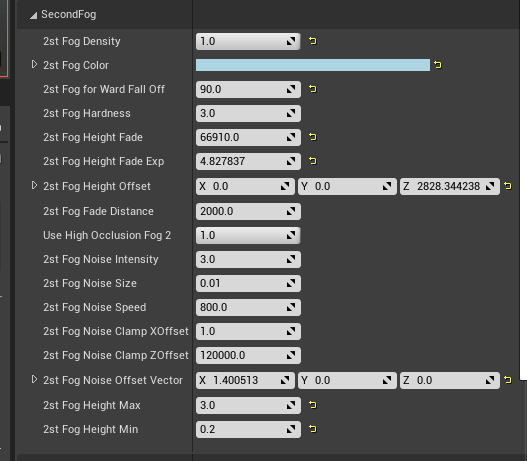 SecondFog
2st Fog Density 1.0
2st Fog Color
2st Fog for Ward Fall Off 90.0
2st Fog Hardness 3.0
2st Fog Height Fade 66910.0
2st Fog Height Fade Exp 4.827837
2st Fog Height Offset X 0.0 Y 0.0 Z 2828.344238
2st Fog Fade Distance 2000.0
Use High Occlusion Fog 2 1.0
2st Fog Noise Intensity 3.0
2st Fog Noise Size 0.01
2st Fog Noise Speed 800.0
2st Fog Noise Clamp XOffset 1.0
2st Fog Noise Clamp ZOffset 120000.0
2st Fog Noise Offset Vector X 1.400513 Y 0.0 Z 0.0
2st Fog Height Max 3.0
2st Fog Height Min 0.2